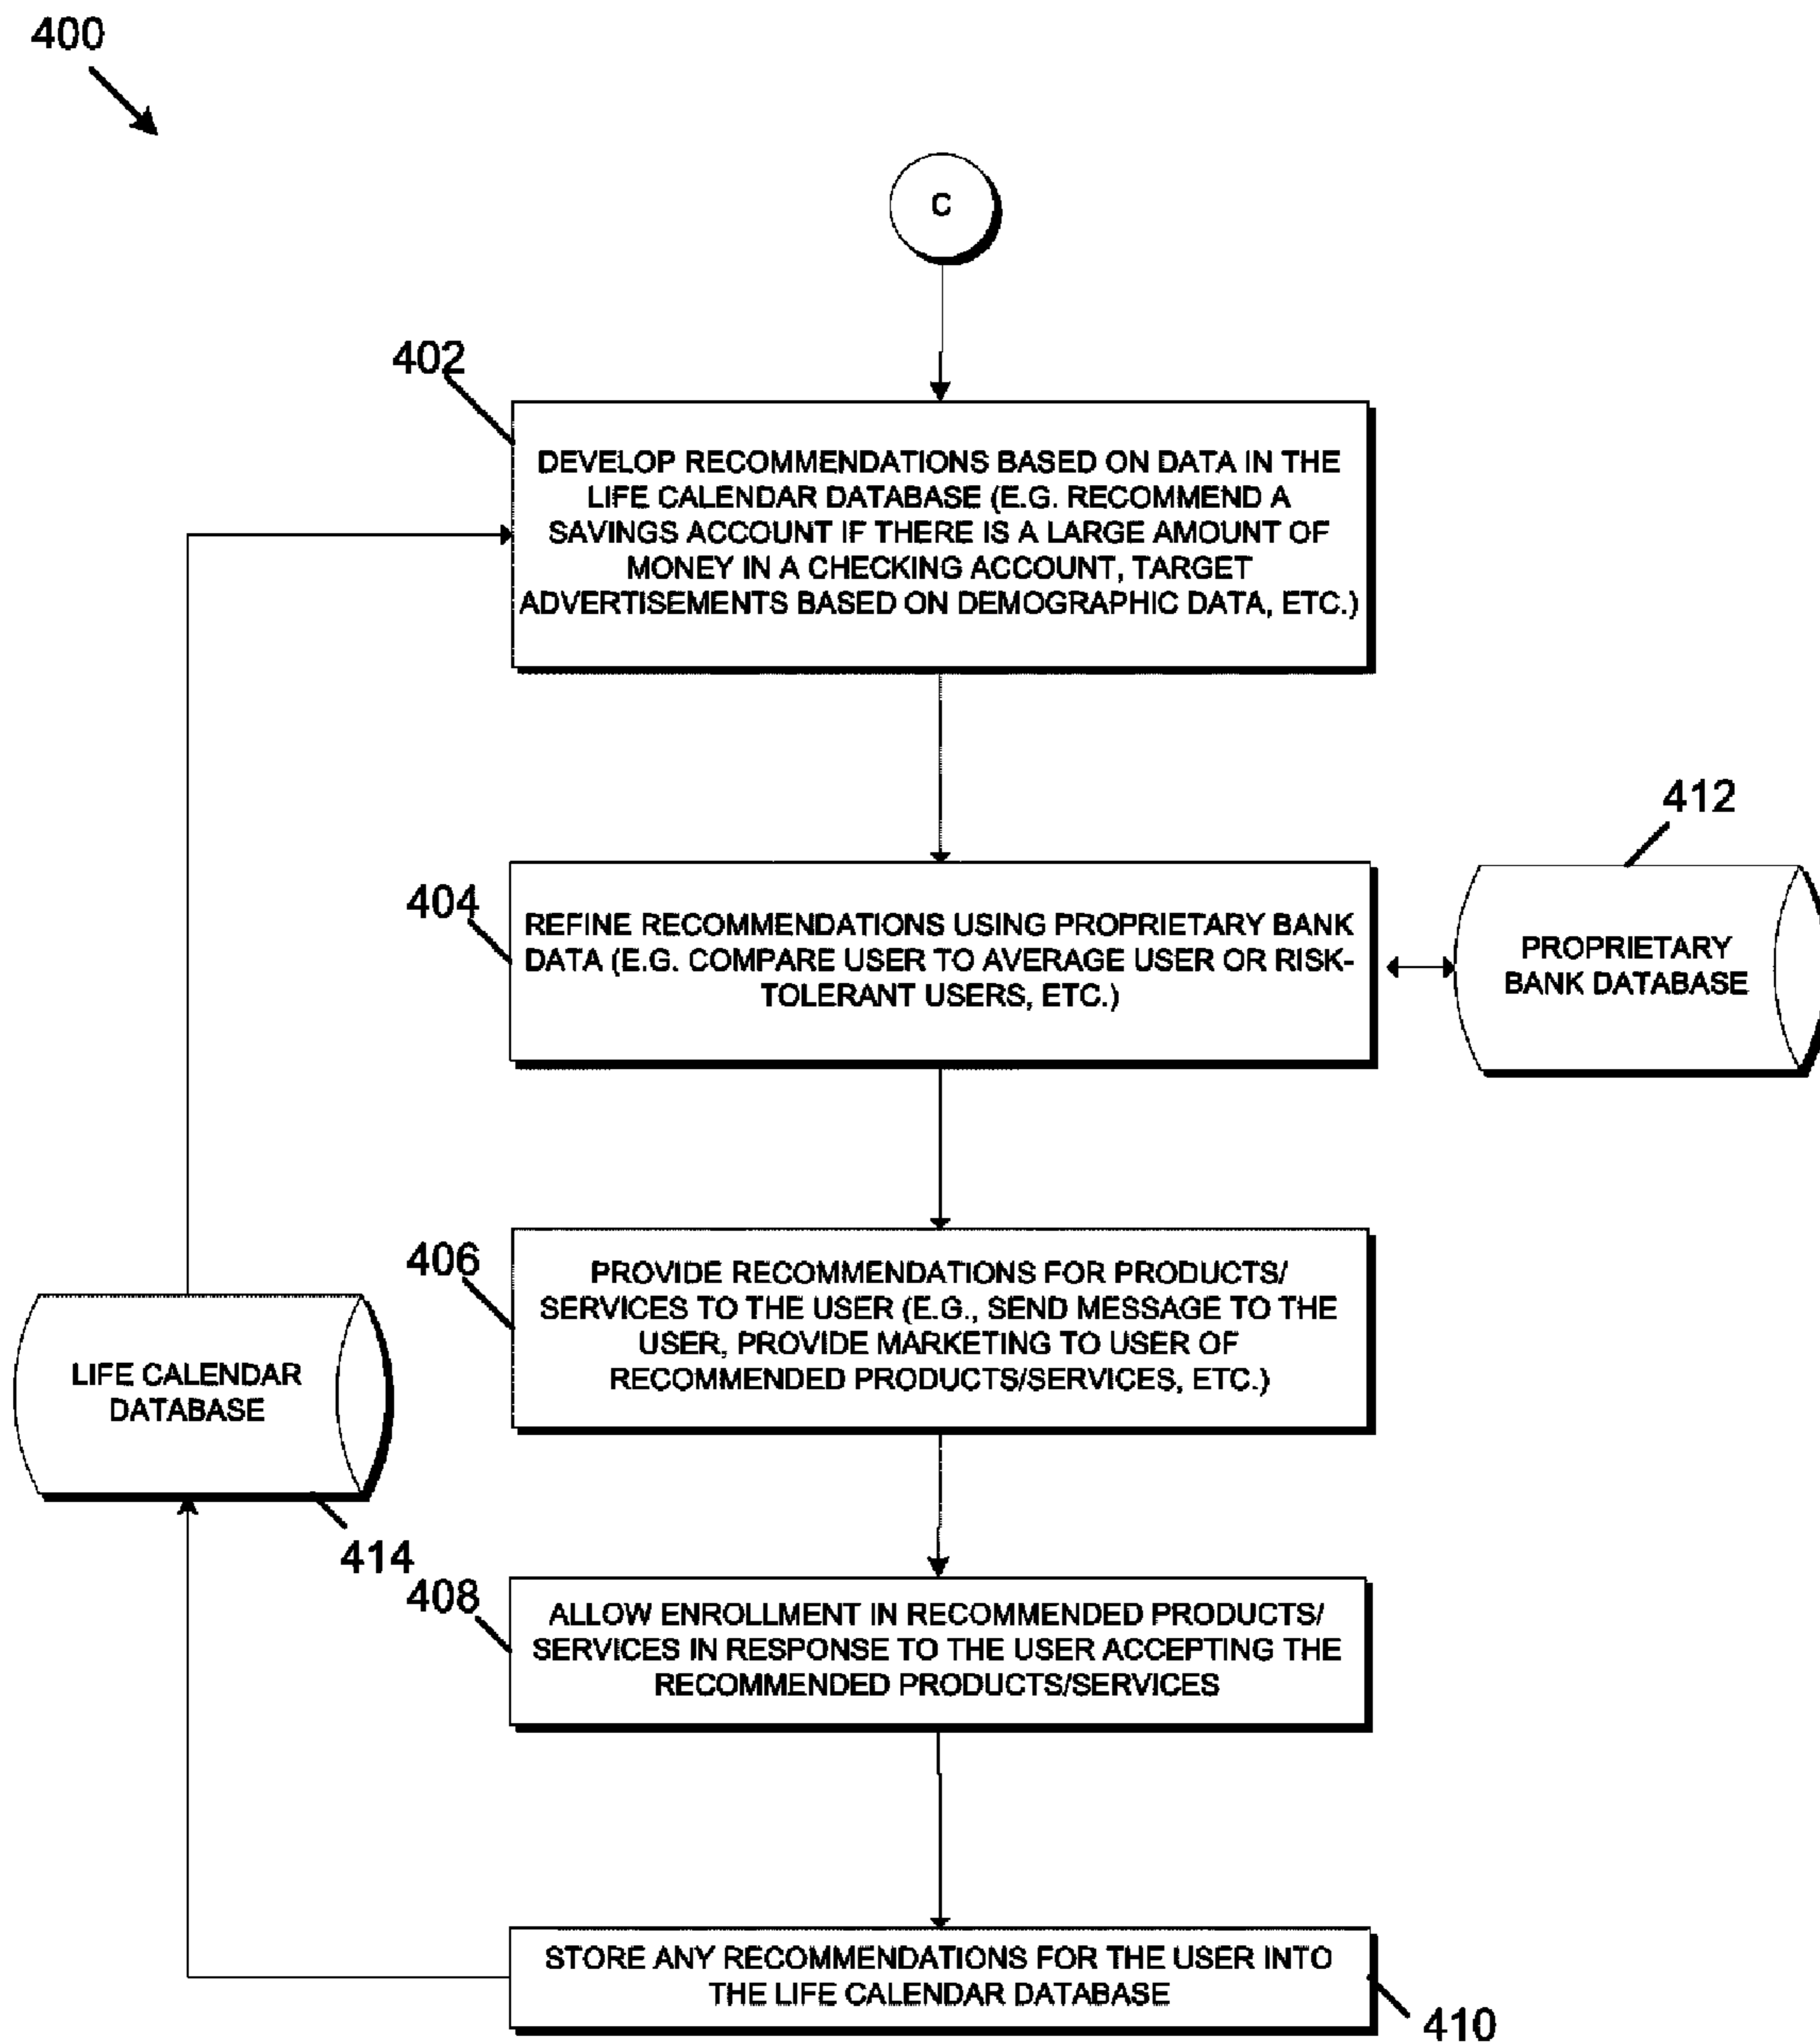 400
C
402
DEVELOP RECOMMENDATIONS BASED ON DATA IN THE
LIFE CALENDAR DATABASE (E.G. RECOMMEND A
SAVINGS ACCOUNT IF THERE IS A LARGE AMOUNT OF
MONEY IN A CHECKING ACCOUNT, TARGET
ADVERTISEMENTS BASED ON DEMOGRAPHIC DATA, ETC.)
404
REFINE RECOMMENDATIONS USING PROPRIETARY BANK
DATA (E.G. COMPARE USER TO AVERAGE USER OR RISK-
TOLERANT USERS, ETC.)
412
PROPRIETARY
BANK DATABASE
406
PROVIDE RECOMMENDATIONS FOR PRODUCTS/
SERVICES TO THE USER (E.G., SEND MESSAGE TO THE
USER, PROVIDE MARKETING TO USER OF
RECOMMENDED PRODUCTS/SERVICES, ETC.)
LIFE CALENDAR
DATABASE
414
408
ALLOW ENROLLMENT IN RECOMMENDED PRODUCTS/
SERVICES IN RESPONSE TO THE USER ACCEPTING THE
RECOMMENDED PRODUCTS/SERVICES
STORE ANY RECOMMENDATIONS FOR THE USER INTO
THE LIFE CALENDAR DATABASE
410